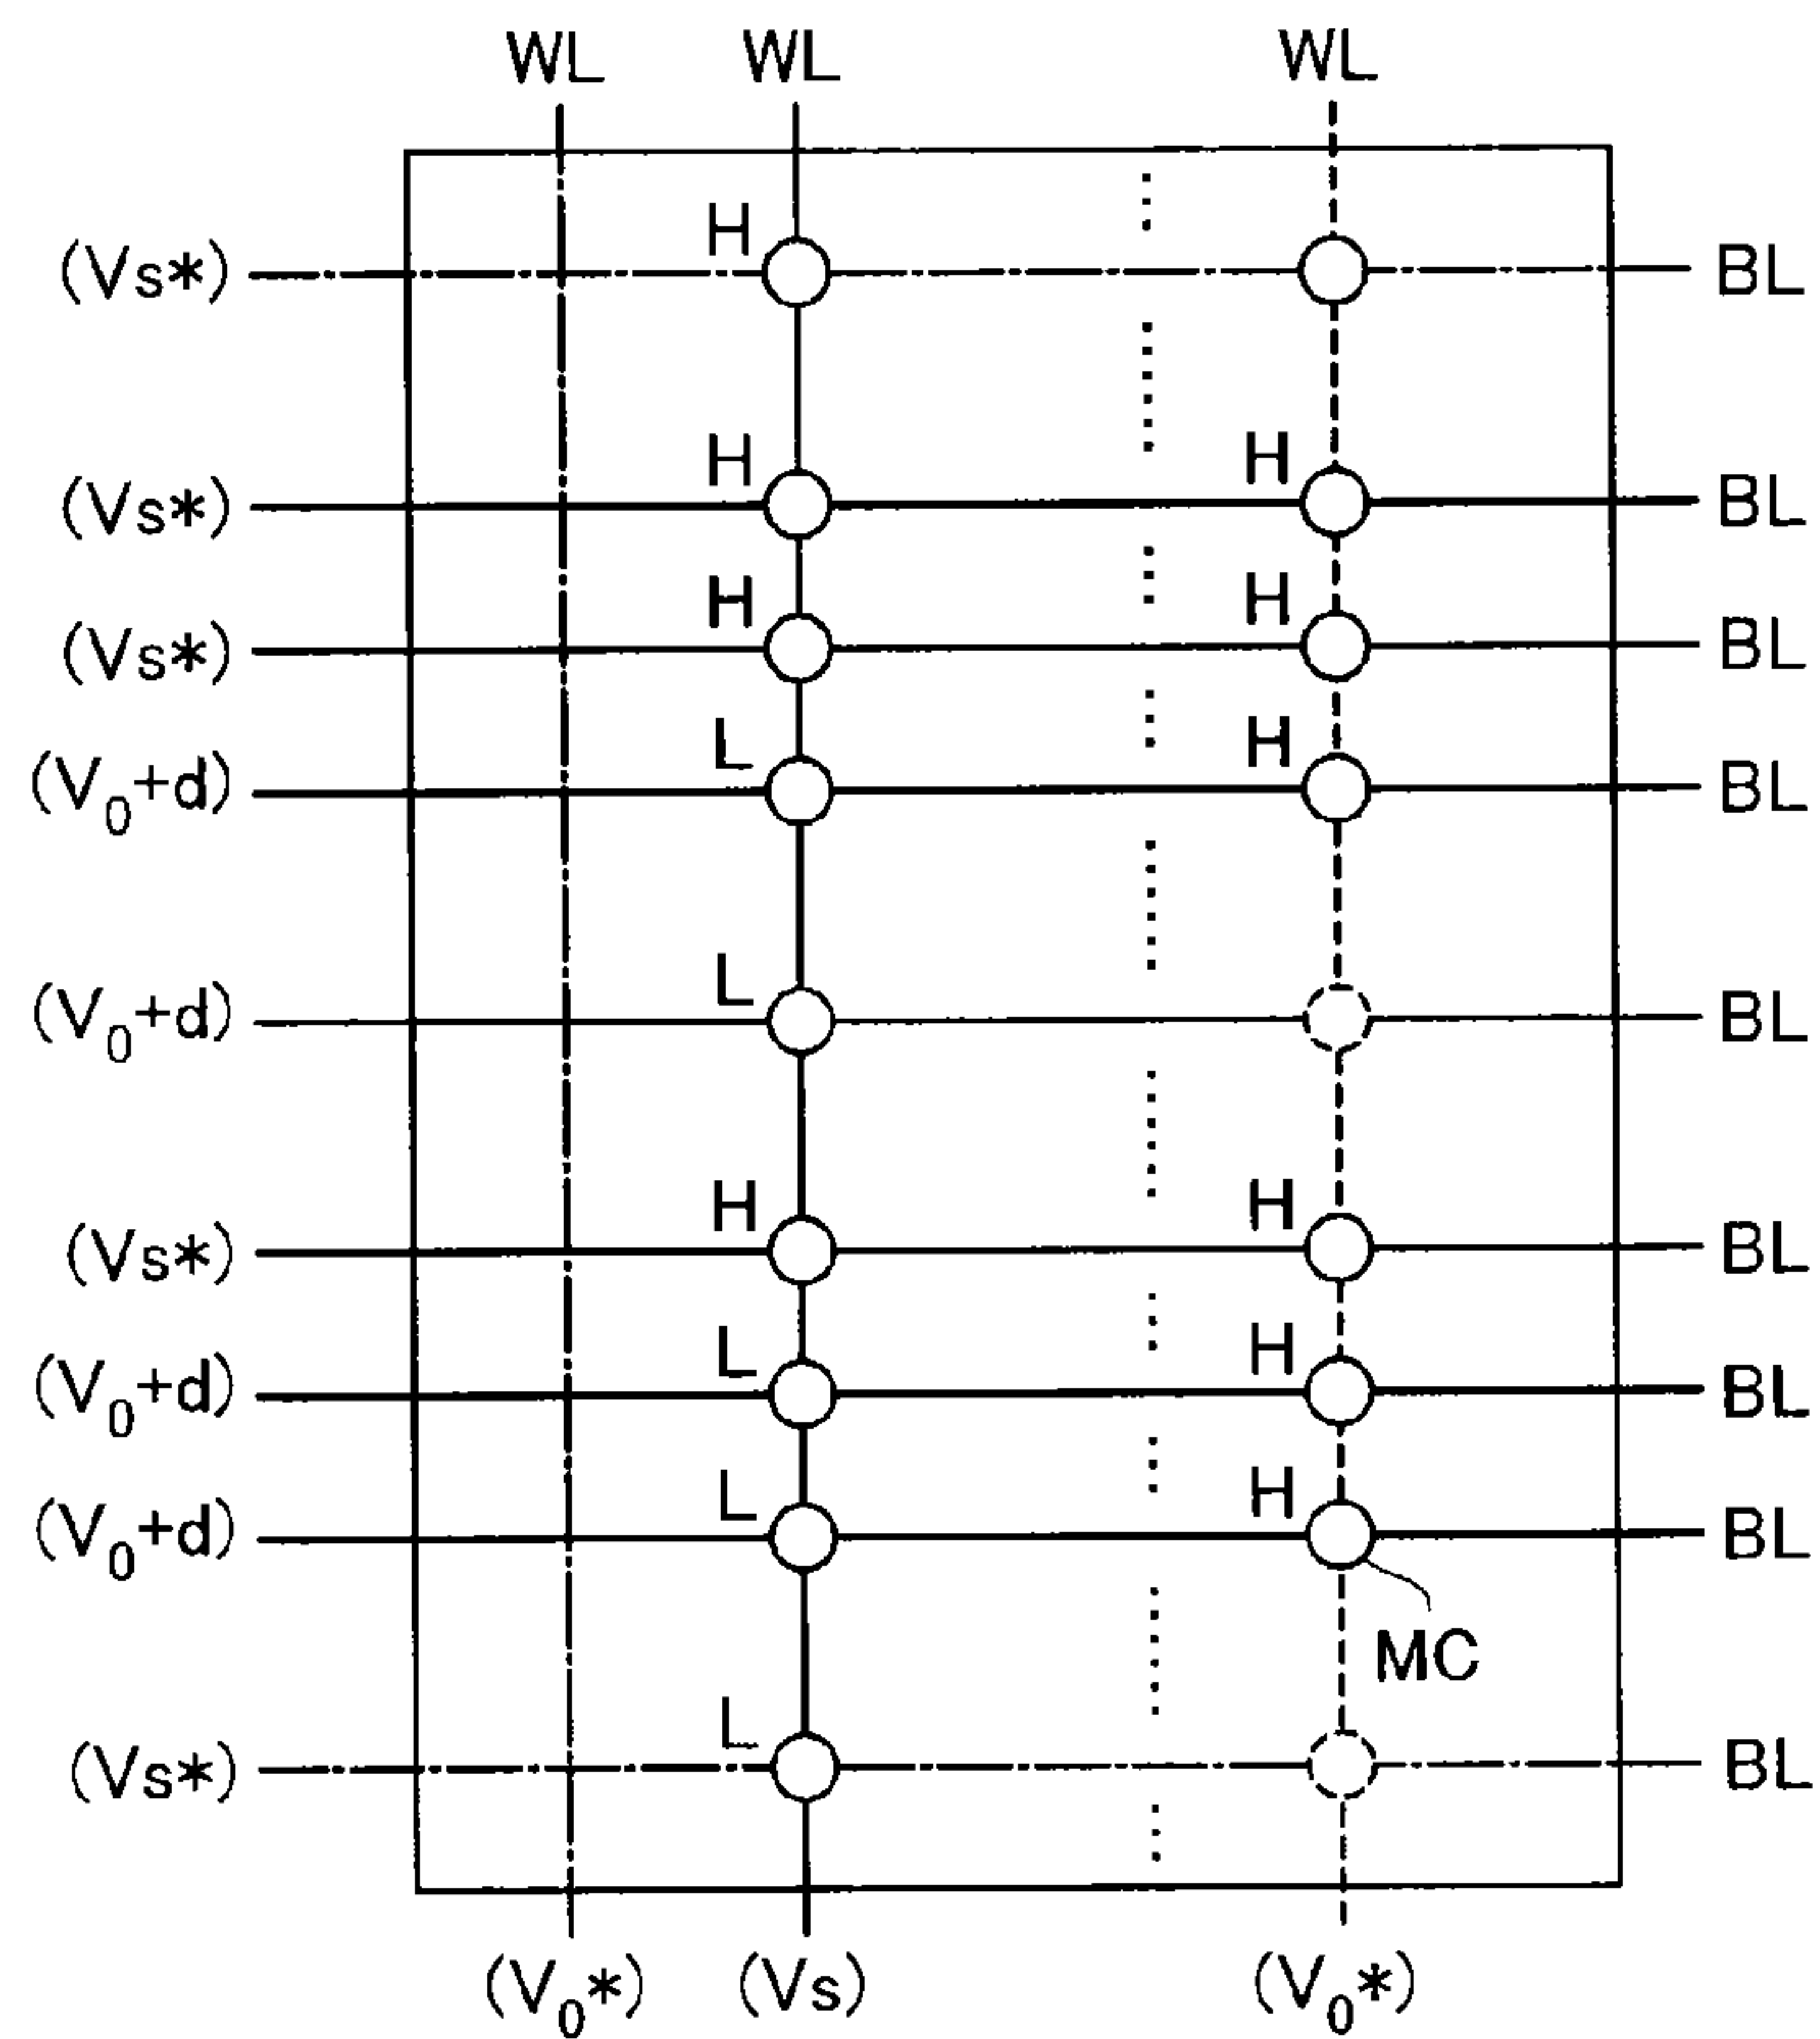 WL WL WL
H
(Vs*) BL
H H
(Vs*) BL
H H
(Vs*) BL
L H
(V₀+d) BL
L
(V₀+d) BL
H H
(Vs*) BL
L H
(V₀+d) BL
L H
(V₀+d) BL
MC
L
(Vs*) BL
(V₀*) (Vs) (V₀*)